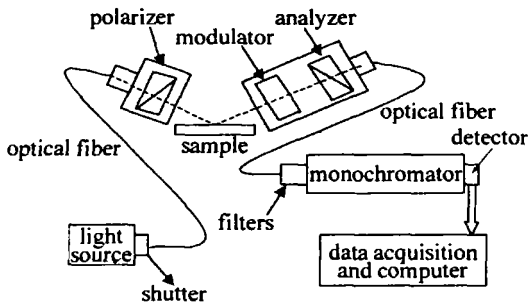 polarizer
analyzer
modulator
optical fiber
sample
optical fiber
detector
monochromator
filters
light
source
shutter
data acquisition
and computer